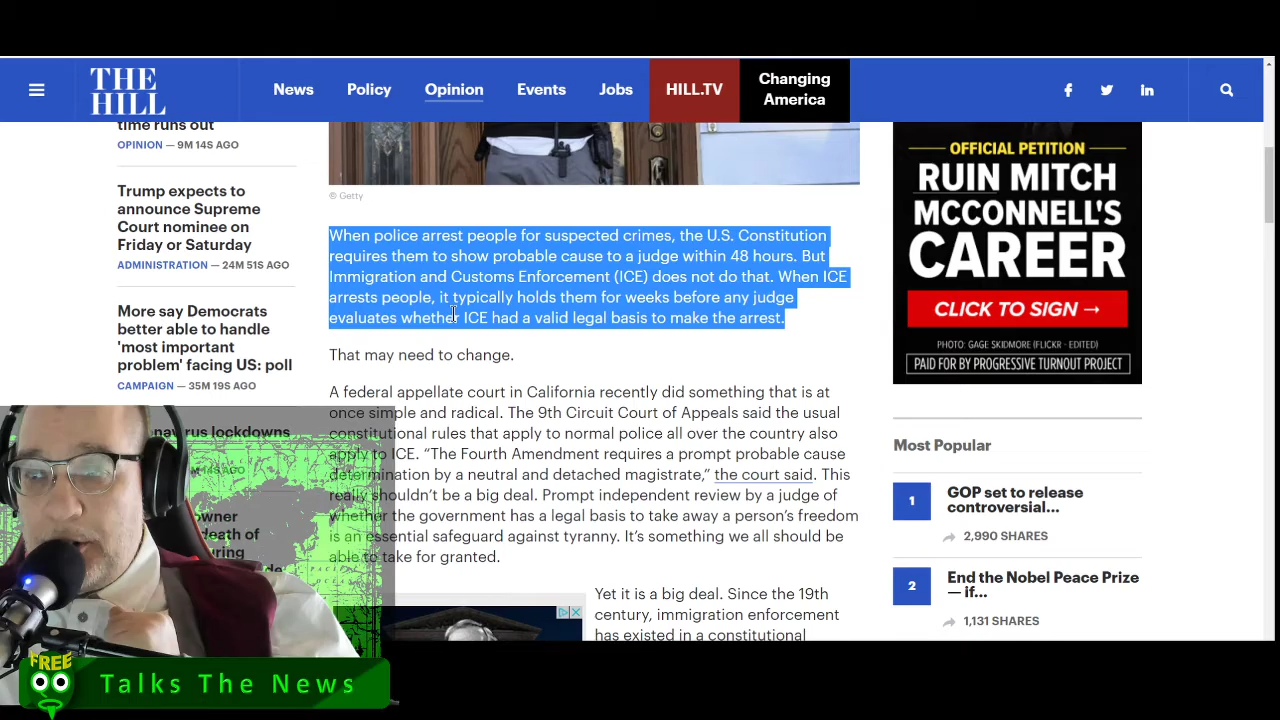 THE
HILL
News
Policy
Opinion
Events
Jobs
HILL.TV
Changing
America
time runs out
OPINION — 9M 14S AGO
Trump expects to
announce Supreme
Court nominee on
Friday or Saturday
ADMINISTRATION — 24M 51S AGO
More say Democrats
better able to handle
'most important
problem' facing US: poll
CAMPAIGN — 35M 19S AGO
lockdowns
AGO
© Getty
When police arrest people for suspected crimes, the U.S. Constitution
requires them to show probable cause to a judge within 48 hours. But
Immigration and Customs Enforcement (ICE) does not do that. When ICE
arrests people, it typically holds them for weeks before any judge
evaluates whether ICE had a valid legal basis to make the arrest.
That may need to change.
A federal appellate court in California recently did something that is at
once simple and radical. The 9th Circuit Court of Appeals said the usual
constitutional rules that apply to normal police all over the country also
apply to ICE. “The Fourth Amendment requires a prompt probable cause
determination by a neutral and detached magistrate,” the court said. This
really shouldn’t be a big deal. Prompt independent review by a judge of
whether the government has a legal basis to take away a person’s freedom
is an essential safeguard against tyranny. It’s something we all should be
able to take for granted.
Yet it is a big deal. Since the 19th
century, immigration enforcement
has existed in a constitutional
OFFICIAL PETITION
RUIN MITCH
MCCONNELL'S
CAREER
CLICK TO SIGN →
PHOTO: GAGE SKIDMORE (FLICKR - EDITED)
PAID FOR BY PROGRESSIVE TURNOUT PROJECT
Most Popular
1
GOP set to release
controversial...
2,990 SHARES
2
End the Nobel Peace Prize
— if...
1,131 SHARES
FREE
Talks The News